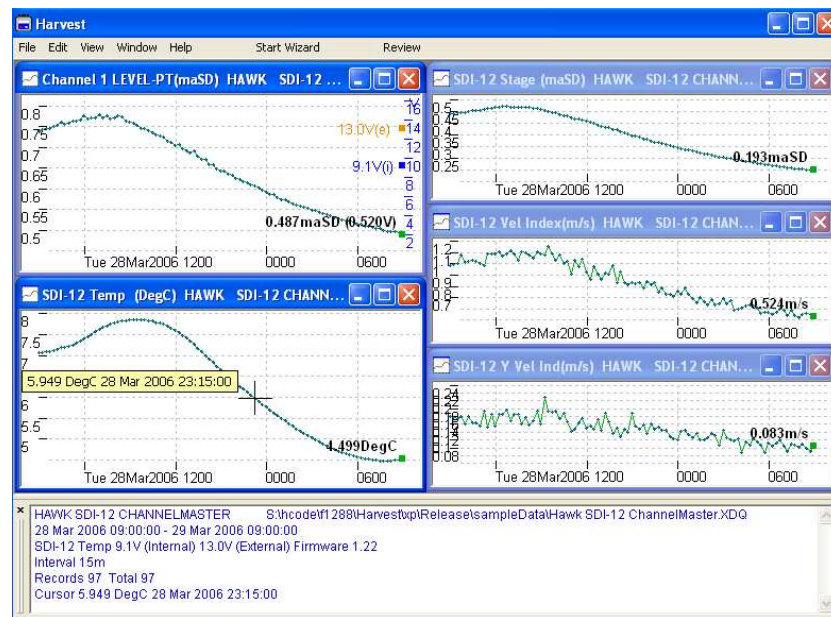 Harvest
File Edit View Window Help Start Wizard Review
Channel 1 LEVEL-PT(maSD) HAWK SDI-12 ...
0.8
0.75
0.7
0.65
0.6
0.55
0.5
V
16
14
12
10
8
6
4
2
13.0V(e)
9.1V(i)
0.487maSD (0.520V)
Tue 28Mar2006 1200 0000 0600
SDI-12 Temp (DegC) HAWK SDI-12 CHANN...
8
7.5
5.949 DegC 28 Mar 2006 23:15:00
6
5.5
5
4.499DegC
Tue 28Mar2006 1200 0000 0600
SDI-12 Stage (maSD) HAWK SDI-12 CHANN...
0.5
0.45
0.4
0.35
0.3
0.25
0.193maSD
Tue 28Mar2006 1200 0000 0600
SDI-12 Vel Index(m/s) HAWK SDI-12 CHA...
1.2
1.1
1
0.9
0.8
0.7
0.524m/s
Tue 28Mar2006 1200 0000 0600
SDI-12 Y Vel Ind(m/s) HAWK SDI-12 CHAN...
0.24
0.08
0.083m/s
Tue 28Mar2006 1200 0000 0600
HAWK SDI-12 CHANNELMASTER S:\hcode\f1288\Harvest\xp\Release\sampleData\Hawk SDI-12 ChannelMaster.XDQ
28 Mar 2006 09:00:00 - 29 Mar 2006 09:00:00
SDI-12 Temp 9.1V (Internal) 13.0V (External) Firmware 1.22
Interval 15m
Records 97 Total 97
Cursor 5.949 DegC 28 Mar 2006 23:15:00